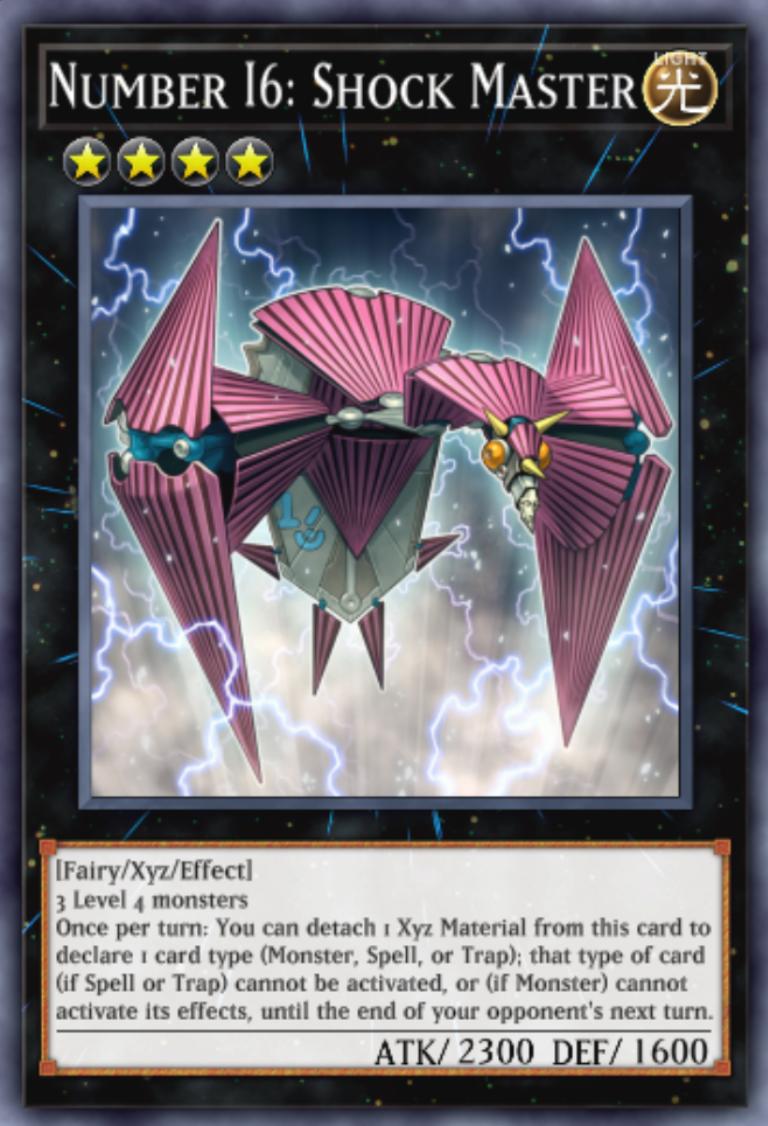 Number 16: Shock Master
LIGHT
光
16
[Fairy/Xyz/Effect]
3 Level 4 monsters
Once per turn: You can detach 1 Xyz Material from this card to
declare 1 card type (Monster, Spell, or Trap); that type of card
(if Spell or Trap) cannot be activated, or (if Monster) cannot
activate its effects, until the end of your opponent's next turn.
ATK/ 2300 DEF/ 1600